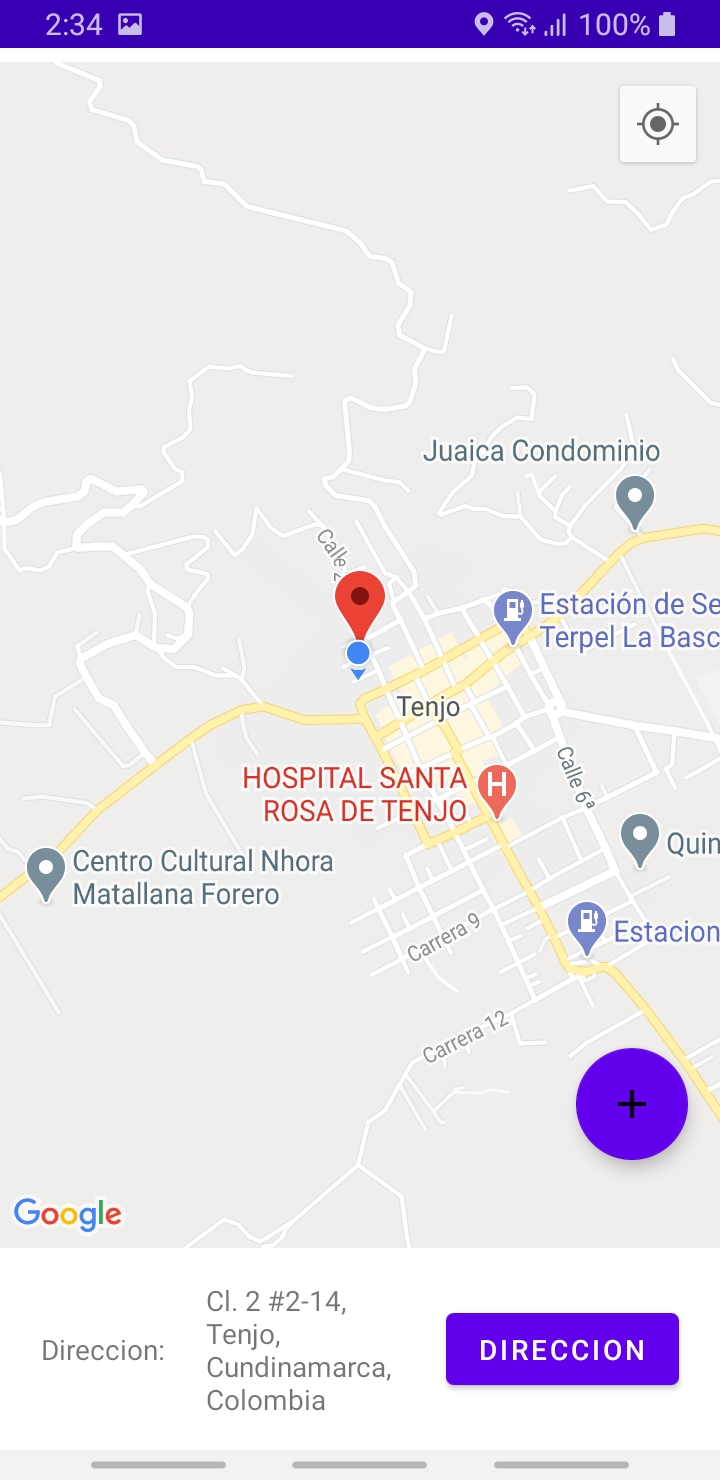 2:34 100%
Juaica Condominio
Calle 2
Estación de Se
Terpel La Basc
Tenjo
HOSPITAL SANTA
ROSA DE TENJO
H
Calle 6ª
Quin
Centro Cultural Nhora
Matallana Forero
Estacion
Carrera 9
Carrera 12
+
Google
Direccion:
Cl. 2 #2-14,
Tenjo,
Cundinamarca,
Colombia
DIRECCION